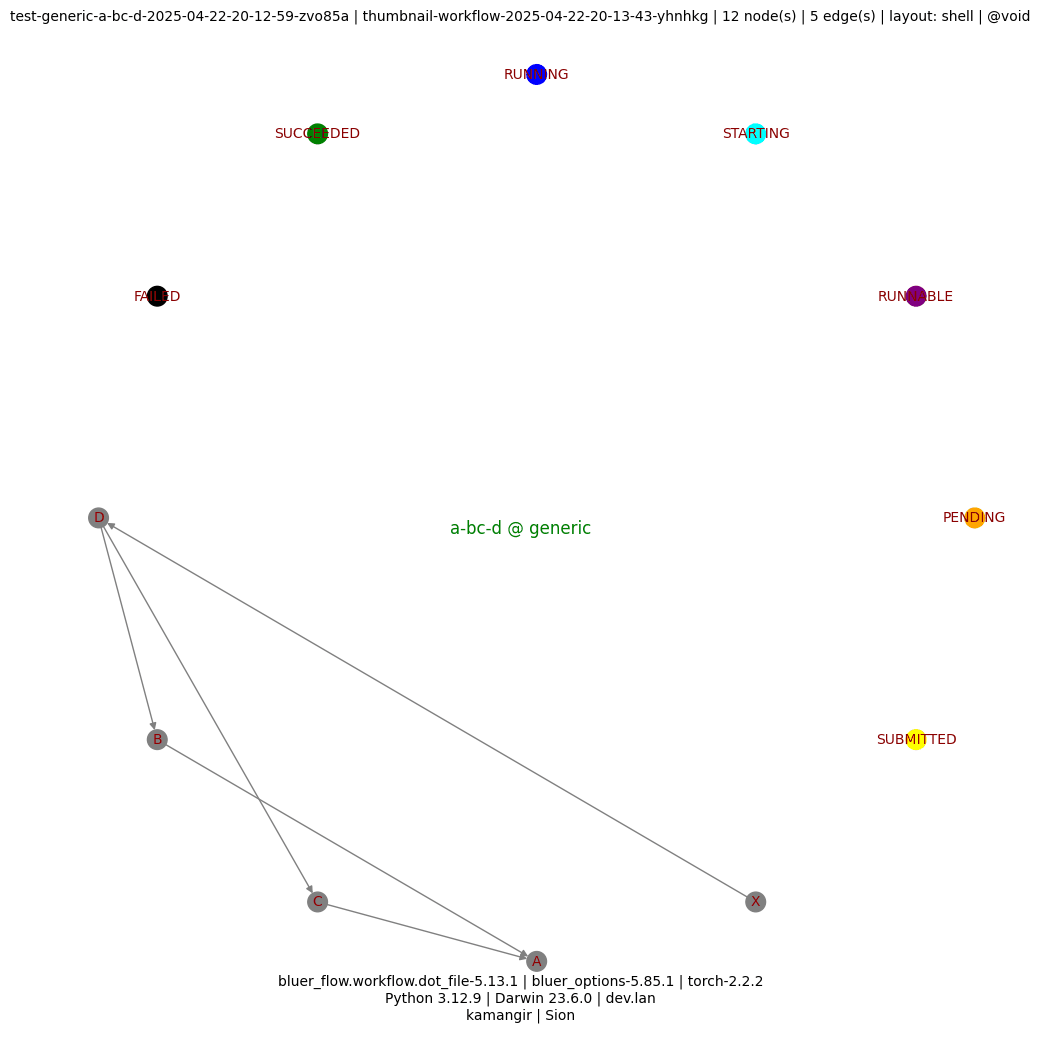 test-generic-a-bc-d-2025-04-22-20-12-59-zvo85a | thumbnail-workflow-2025-04-22-20-13-43-yhnhkg | 12 node(s) | 5 edge(s) | layout: shell | @void
RUNNING
SUCCEEDED
STARTING
FAILED
RUNNABLE
D
a-bc-d @ generic
PENDING
B
SUBMITTED
C
X
A
bluer_flow.workflow.dot_file-5.13.1 | bluer_options-5.85.1 | torch-2.2.2
Python 3.12.9 | Darwin 23.6.0 | dev.lan
kamangir | Sion